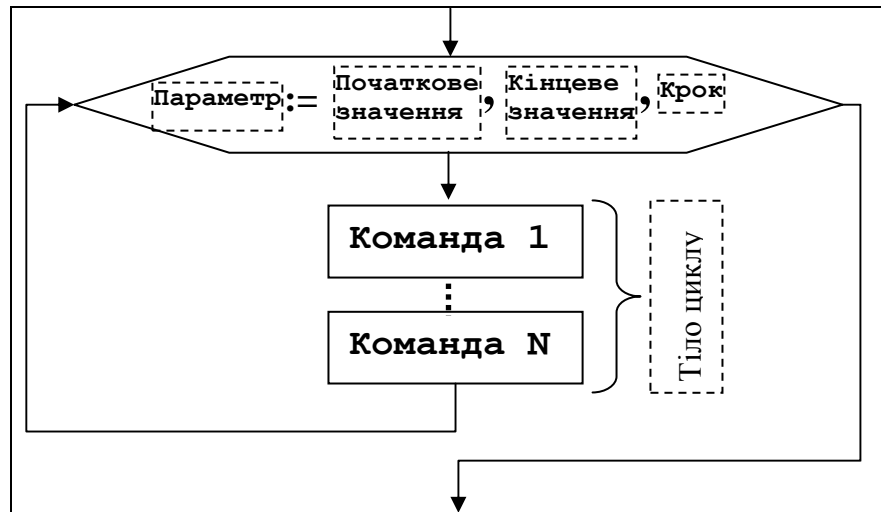 Параметр := Початкове значення , Кінцеве значення , Крок
Команда 1
Команда N
Тіло циклу